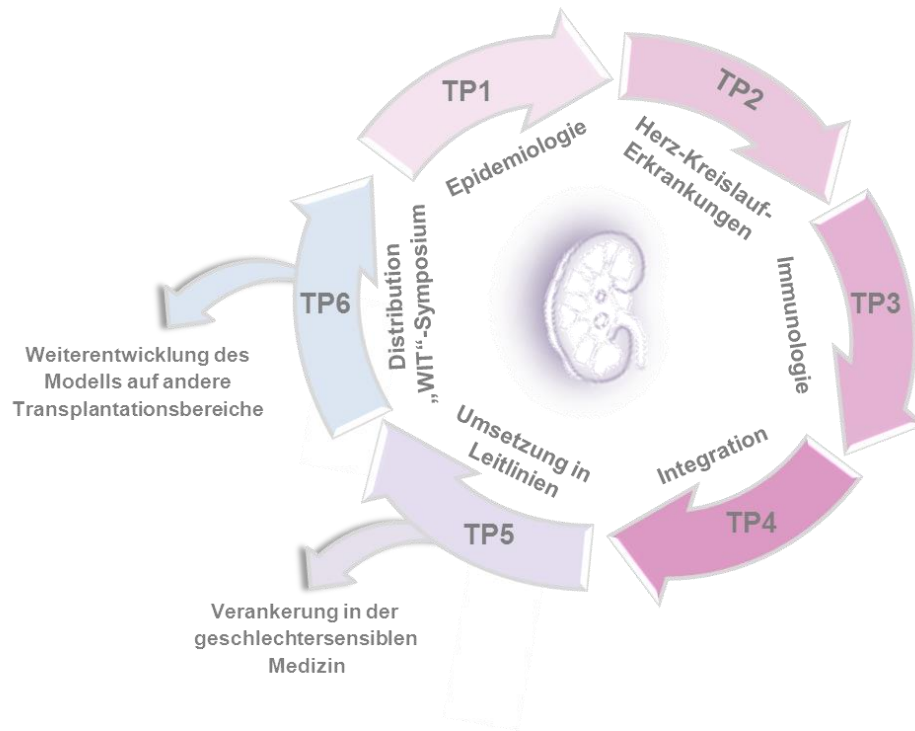 TP1
Epidemiologie
TP2
Herz-Kreislauf-
Erkrankungen
TP3
Immunologie
TP4
Integration
TP5
Umsetzung in
Leitlinien
TP6
Distribution
„WIT“-Symposium
Weiterentwicklung des
Modells auf andere
Transplantationsbereiche
Verankerung in der
geschlechtersensiblen
Medizin